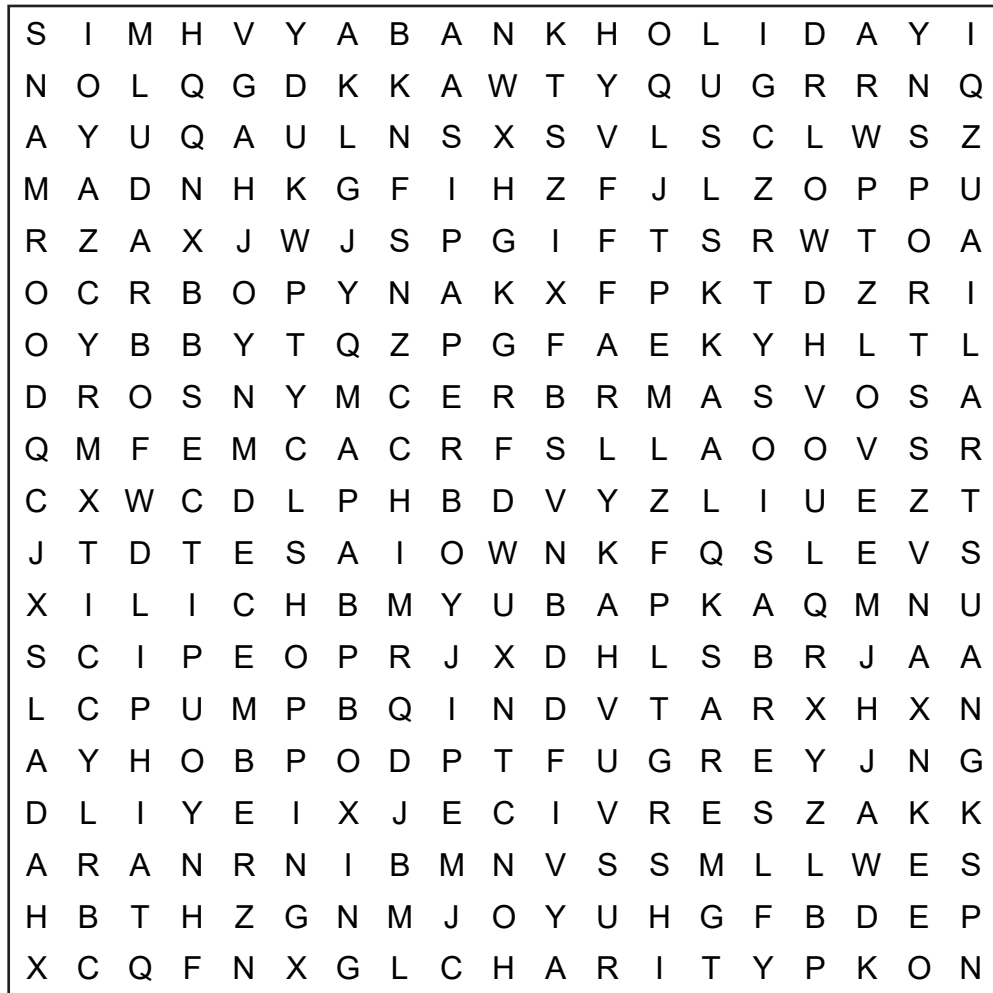 S I M H V Y A B A N K H O L I D A Y I
N O L Q G D K K A W T Y Q U G R R N Q
A Y U Q A U L N S X S V L S C L W S Z
M A D N H K G F I H Z F J L Z O P P U
R Z A X J W J S P G I F T S R W T O A
O C R B O P Y N A K X F P K T D Z R I
O Y B B Y T Q Z P G F A E K Y H L T L
D R O S N Y M C E R B R M A S V O S A
Q M F E M C A C R F S L L A O O V S R
C X W C D L P H B D V Y Z L I U E Z T
J T D T E S A I O W N K F Q S L E V S
X I L I C H B M Y U B A P K A Q M N U
S C I P E O P R J X D H L S B R J A A
L C P U M P B Q I N D V T A R X H X N
A Y H O B P O D P T F U G R E Y J N G
D L I Y E I X J E C I V R E S Z A K K
A R A N R N I B M N V S S M L L W E S
H B T H Z G N M J O Y U H G F B D E P
X C Q F N X G L C H A R I T Y P K O N